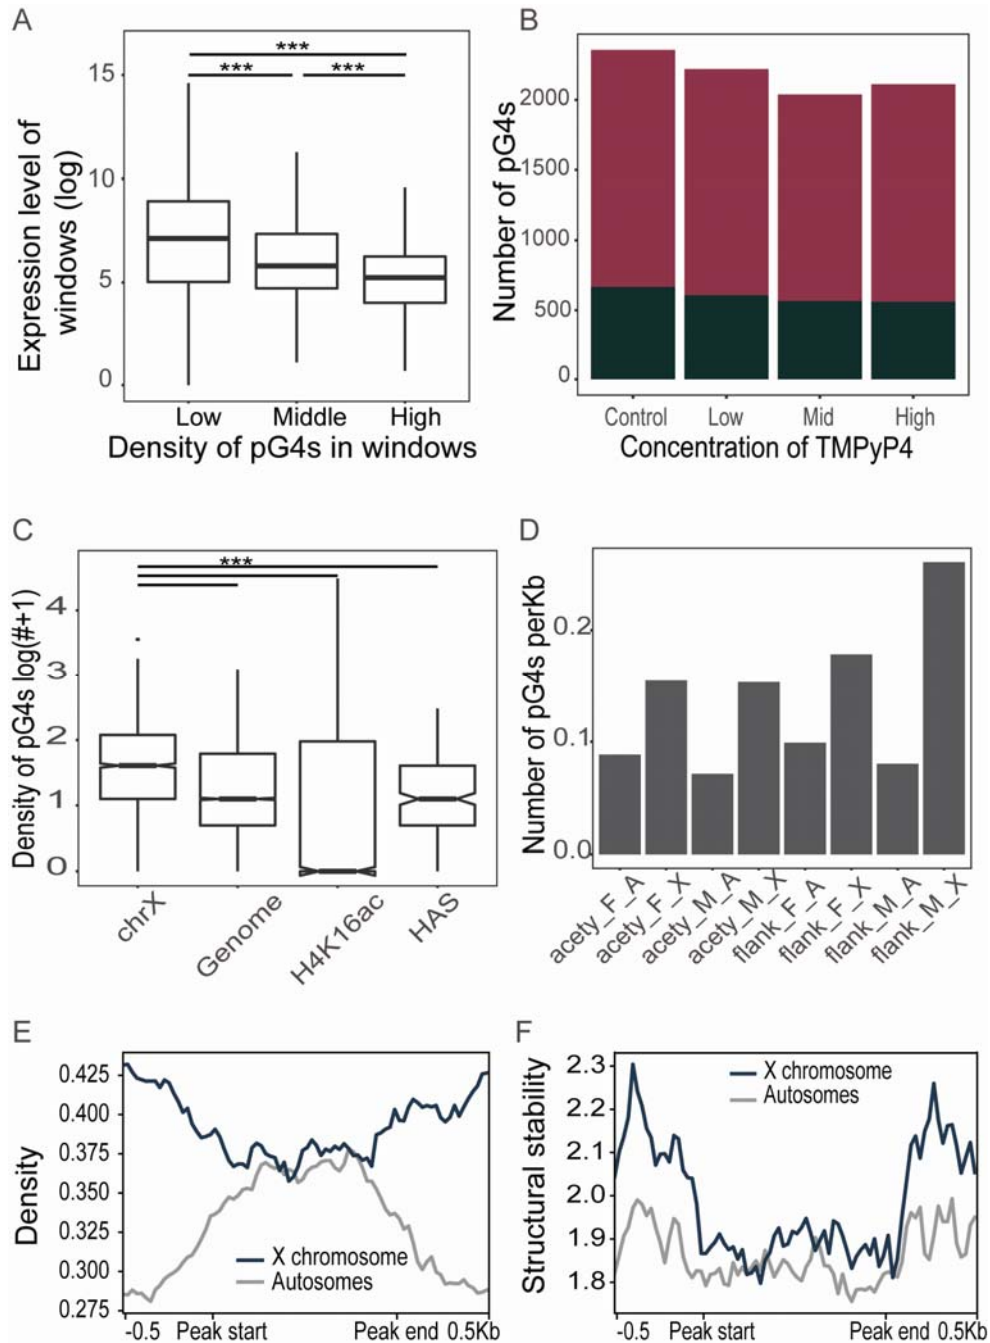 A
Expression level of
windows (log)
15
10
5
0
***
***
***
Low
Middle
High
Density of pG4s in windows
B
Number of pG4s
2000
1500
1000
500
0
Control
Low
Mid
High
Concentration of TMPyP4
C
Density of pG4s log(#+1)
4
3
2
1
0
***
chrX
Genome
H4K16ac
HAS
D
Number of pG4s perKb
0.2
0.1
0.0
acety_F_A
acety_F_X
acety_M_A
acety_M_X
flank_F_A
flank_F_X
flank_M_A
flank_M_X
E
Density
0.425
0.400
0.375
0.350
0.325
0.300
0.275
X chromosome
Autosomes
-0.5
Peak start
Peak end
0.5Kb
F
Structural stability
2.3
2.2
2.1
2.0
1.9
1.8
X chromosome
Autosomes
-0.5
Peak start
Peak end
0.5Kb